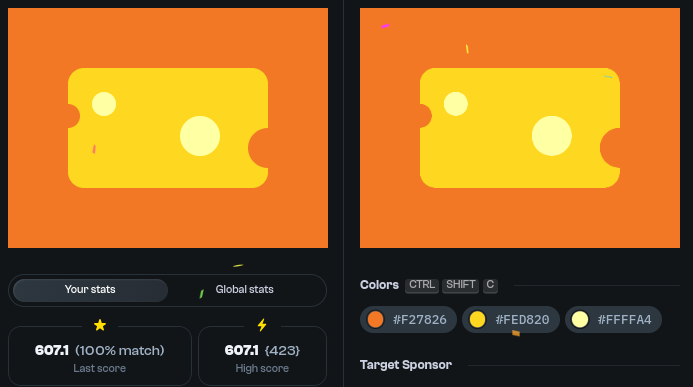 Your stats
Global stats
607.1 (100% match)
Last score
607.1 {423}
High score
Colors CTRL SHIFT C
#F27826
#FED820
#FFFFA4
Target Sponsor